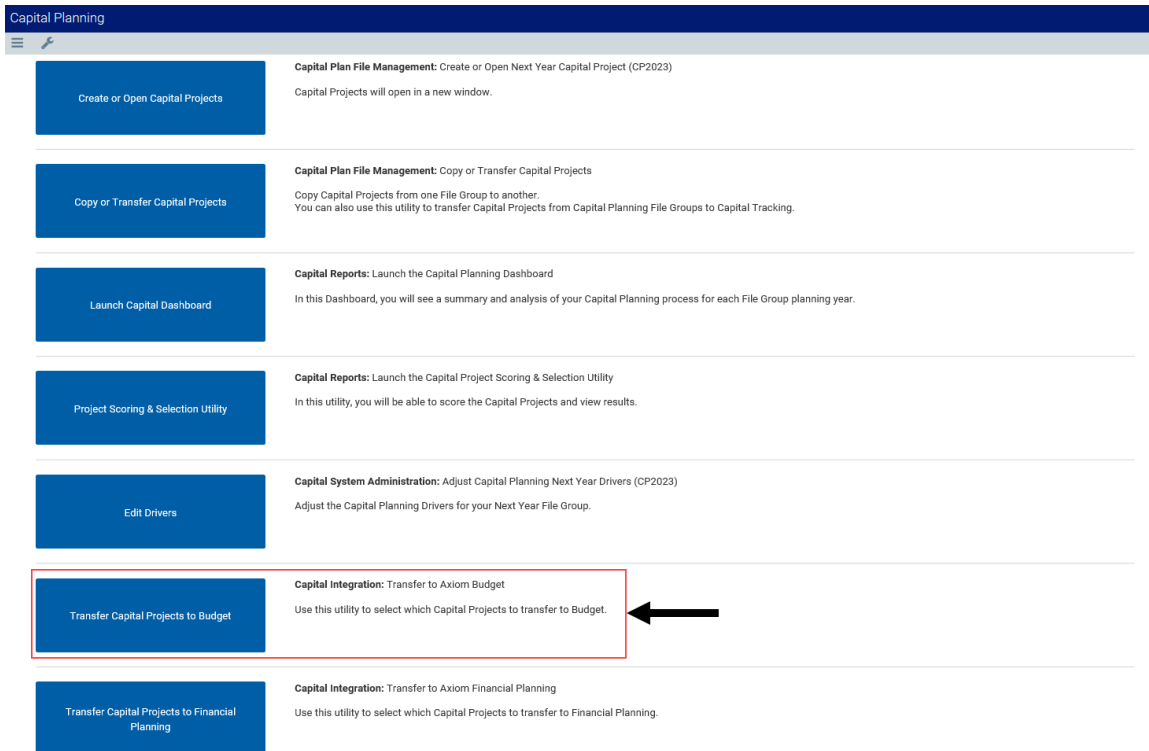 Capital Planning
Create or Open Capital Projects
Capital Plan File Management: Create or Open Next Year Capital Project (CP2023)
Capital Projects will open in a new window.
Copy or Transfer Capital Projects
Capital Plan File Management: Copy or Transfer Capital Projects
Copy Capital Projects from one File Group to another.
You can also use this utility to transfer Capital Projects from Capital Planning File Groups to Capital Tracking.
Launch Capital Dashboard
Capital Reports: Launch the Capital Planning Dashboard
In this Dashboard, you will see a summary and analysis of your Capital Planning process for each File Group planning year.
Project Scoring & Selection Utility
Capital Reports: Launch the Capital Project Scoring & Selection Utility
In this utility, you will be able to score the Capital Projects and view results.
Edit Drivers
Capital System Administration: Adjust Capital Planning Next Year Drivers (CP2023)
Adjust the Capital Planning Drivers for your Next Year File Group.
Transfer Capital Projects to Budget
Capital Integration: Transfer to Axiom Budget
Use this utility to select which Capital Projects to transfer to Budget.
Transfer Capital Projects to Financial
Planning
Capital Integration: Transfer to Axiom Financial Planning
Use this utility to select which Capital Projects to transfer to Financial Planning.